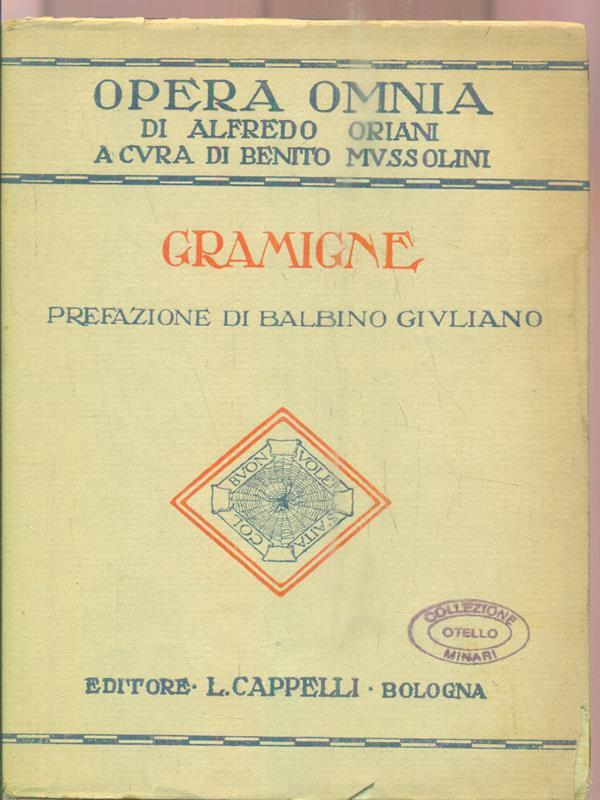 OPERA OMNIA
DI ALFREDO ORIANI
A CVRA DI BENITO MVSSOLINI
GRAMIGNE
PREFAZIONE DI BALBINO GIVLIANO
COL BVON VOLER S'AITA
COLLEZIONE
OTELLO
MINARI
EDITORE· L. CAPPELLI · BOLOGNA